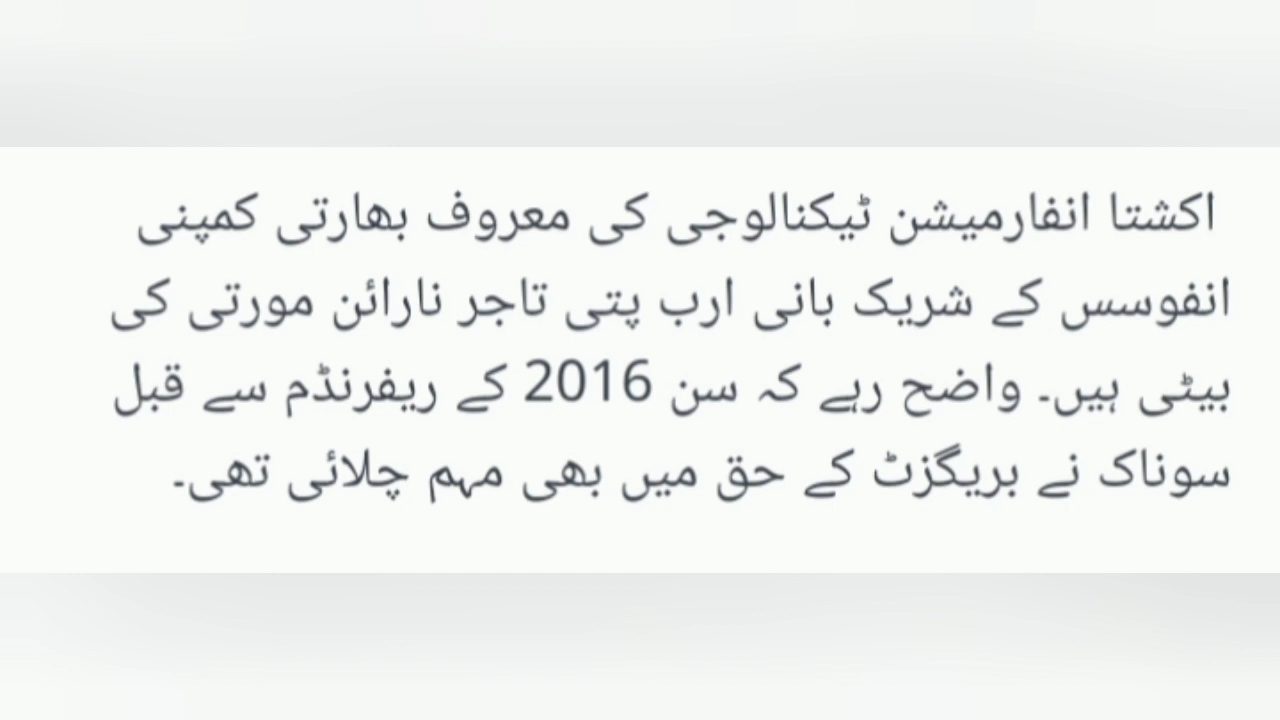 اکشتا انفارمیشن ٹیکنالوجی کی معروف بھارتی کمپنی
انفوسس کے شریک بانی ارب پتی تاجر نارائن مورتی کی
بیٹی ہیں۔ واضح رہے کہ سن 2016 کے ریفرنڈم سے قبل
سوناک نے بریگزٹ کے حق میں بھی مہم چلائی تھی۔